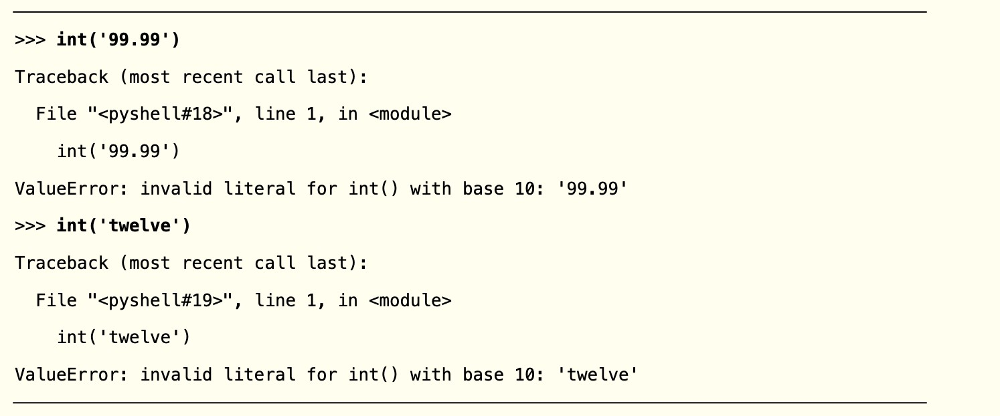 >>> int('99.99')
Traceback (most recent call last):
  File "<pyshell#18>", line 1, in <module>
    int('99.99')
ValueError: invalid literal for int() with base 10: '99.99'
>>> int('twelve')
Traceback (most recent call last):
  File "<pyshell#19>", line 1, in <module>
    int('twelve')
ValueError: invalid literal for int() with base 10: 'twelve'